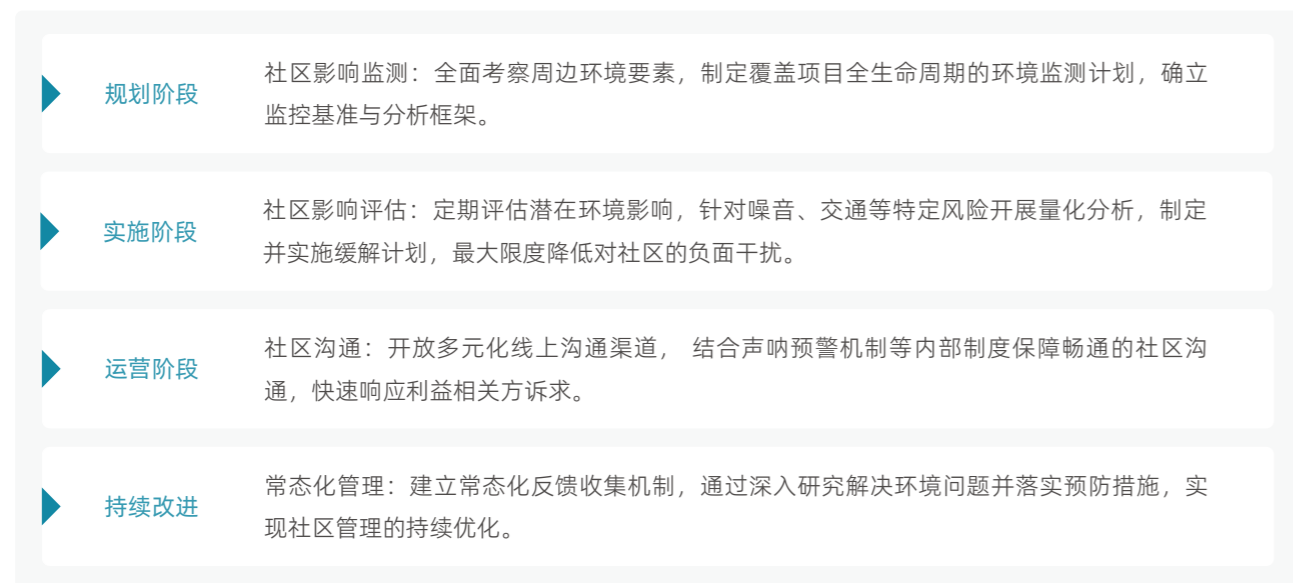 规划阶段
社区影响监测：全面考察周边环境要素，制定覆盖项目全生命周期的环境监测计划，确立
监控基准与分析框架。
实施阶段
社区影响评估：定期评估潜在环境影响，针对噪音、交通等特定风险开展量化分析，制定
并实施缓解计划，最大限度降低对社区的负面干扰。
运营阶段
社区沟通：开放多元化线上沟通渠道， 结合声呐预警机制等内部制度保障畅通的社区沟
通，快速响应利益相关方诉求。
持续改进
常态化管理：建立常态化反馈收集机制，通过深入研究解决环境问题并落实预防措施，实
现社区管理的持续优化。